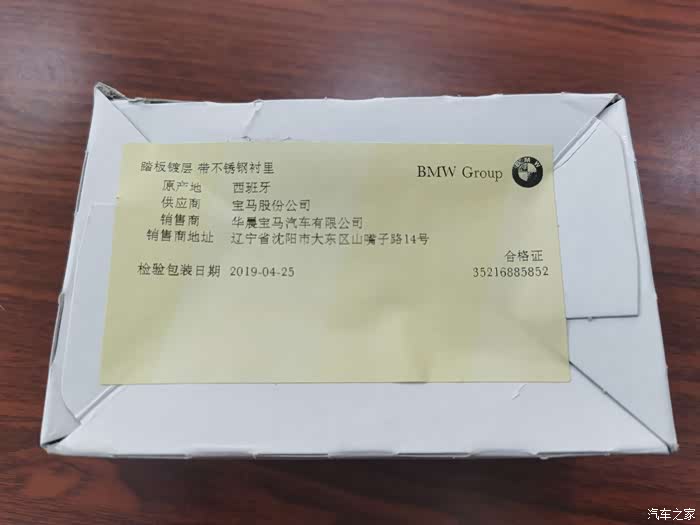 踏板镀层 带不锈钢衬里
BMW Group
BMW
原产地 西班牙
供应商 宝马股份公司
销售商 华晨宝马汽车有限公司
销售商地址 辽宁省沈阳市大东区山嘴子路14号
合格证
检验包装日期 2019-04-25
35216885852
汽车之家